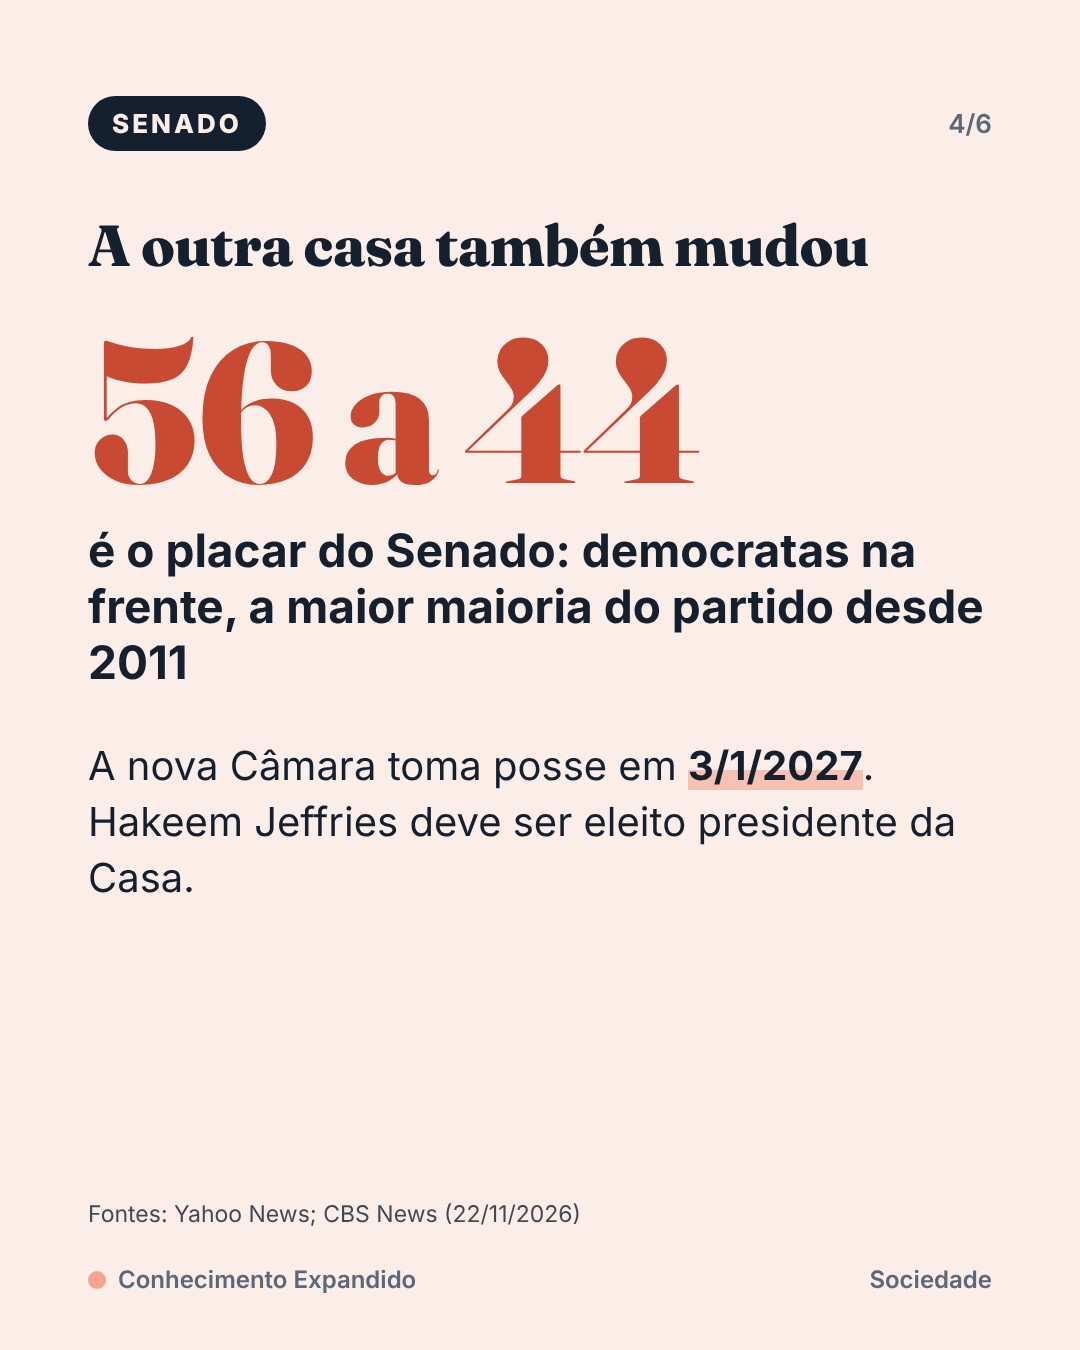 SENADO
4/6
A outra casa também mudou
56 a 44
é o placar do Senado: democratas na
frente, a maior maioria do partido desde
2011
A nova Câmara toma posse em 3/1/2027.
Hakeem Jeffries deve ser eleito presidente da
Casa.
Fontes: Yahoo News; CBS News (22/11/2026)
Conhecimento Expandido
Sociedade